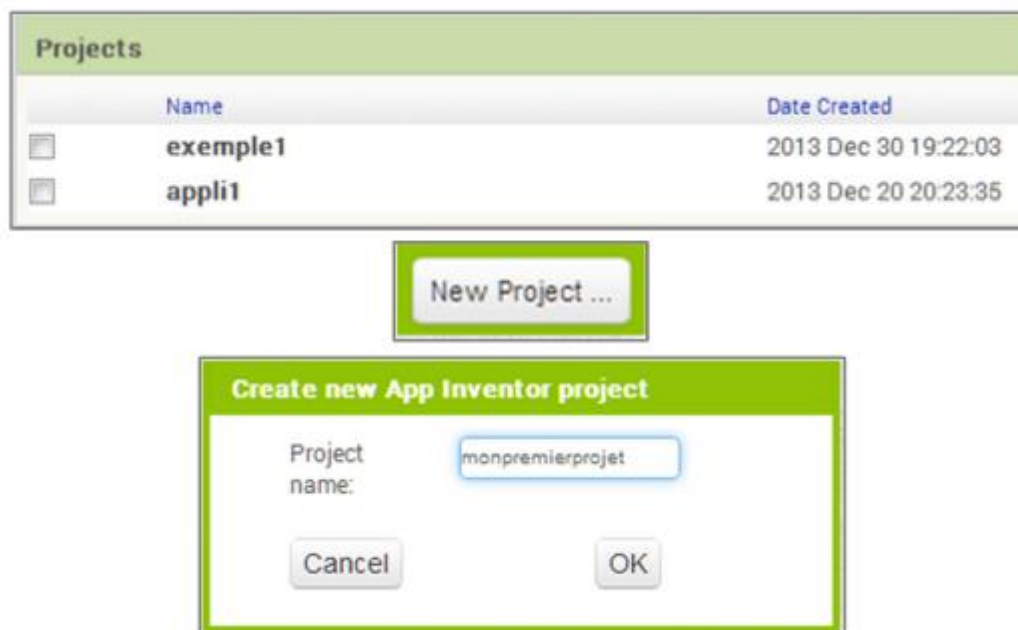 Projects
Name Date Created
exemple1 2013 Dec 30 19:22:03
appli1 2013 Dec 20 20:23:35
New Project ...
Create new App Inventor project
Project
name:
monpremierprojet
Cancel OK